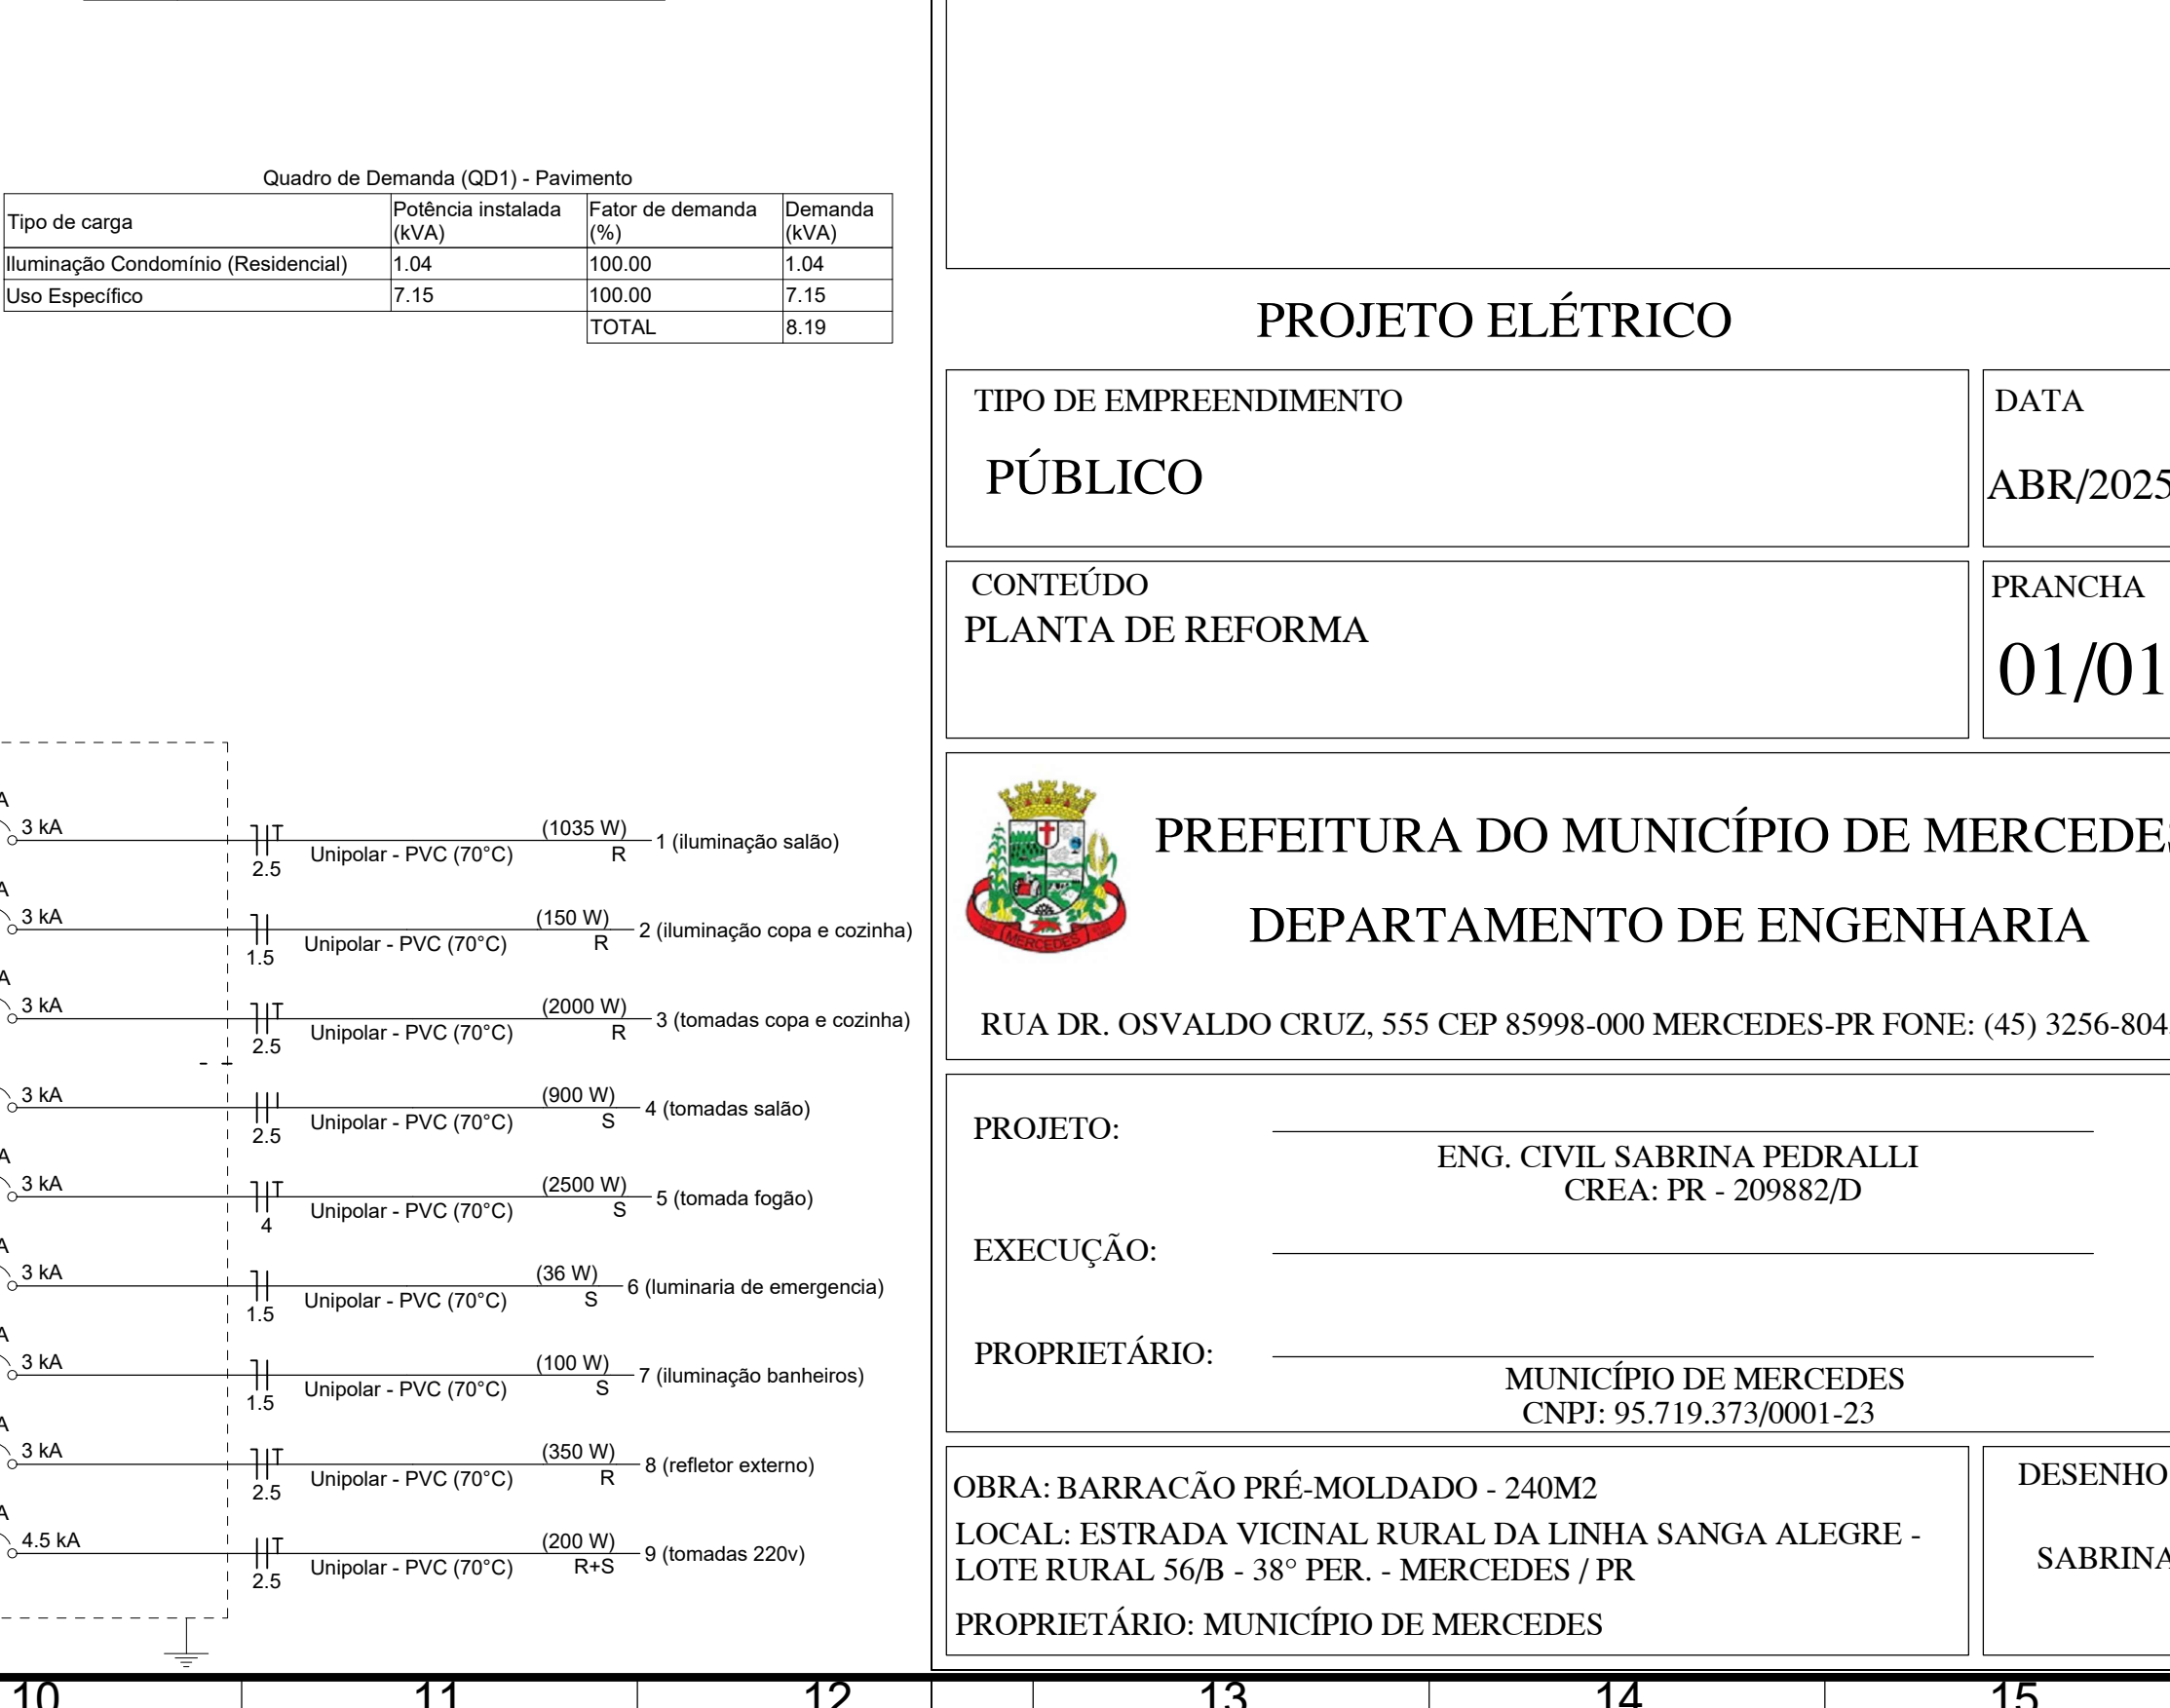 Quadro de Demanda (QD1) - Pavimento
Tipo de carga Potência instalada (kVA) Fator de demanda (%) Demanda (kVA)
Iluminação Condomínio (Residencial) 1.04 100.00 1.04
Uso Específico 7.15 100.00 7.15
TOTAL 8.19
3 kA 2.5 Unipolar - PVC (70°C) (1035 W) R 1 (iluminação salão)
3 kA 1.5 Unipolar - PVC (70°C) (150 W) R 2 (iluminação copa e cozinha)
3 kA 2.5 Unipolar - PVC (70°C) (2000 W) R 3 (tomadas copa e cozinha)
3 kA 2.5 Unipolar - PVC (70°C) (900 W) S 4 (tomadas salão)
3 kA 4 Unipolar - PVC (70°C) (2500 W) S 5 (tomada fogão)
3 kA 1.5 Unipolar - PVC (70°C) (36 W) S 6 (luminaria de emergencia)
3 kA 1.5 Unipolar - PVC (70°C) (100 W) S 7 (iluminação banheiros)
3 kA 2.5 Unipolar - PVC (70°C) (350 W) R 8 (refletor externo)
4.5 kA 2.5 Unipolar - PVC (70°C) (200 W) R+S 9 (tomadas 220v)
PROJETO ELÉTRICO
TIPO DE EMPREENDIMENTO
PÚBLICO
DATA
ABR/2025
CONTEÚDO
PLANTA DE REFORMA
PRANCHA
01/01
MERCEDES
PREFEITURA DO MUNICÍPIO DE MERCEDES
DEPARTAMENTO DE ENGENHARIA
RUA DR. OSVALDO CRUZ, 555 CEP 85998-000 MERCEDES-PR FONE: (45) 3256-804
PROJETO:
ENG. CIVIL SABRINA PEDRALLI
CREA: PR - 209882/D
EXECUÇÃO:
PROPRIETÁRIO:
MUNICÍPIO DE MERCEDES
CNPJ: 95.719.373/0001-23
OBRA: BARRACÃO PRÉ-MOLDADO - 240M2
LOCAL: ESTRADA VICINAL RURAL DA LINHA SANGA ALEGRE -
LOTE RURAL 56/B - 38° PER. - MERCEDES / PR
PROPRIETÁRIO: MUNICÍPIO DE MERCEDES
DESENHO
SABRINA
10 11 12 13 14 15